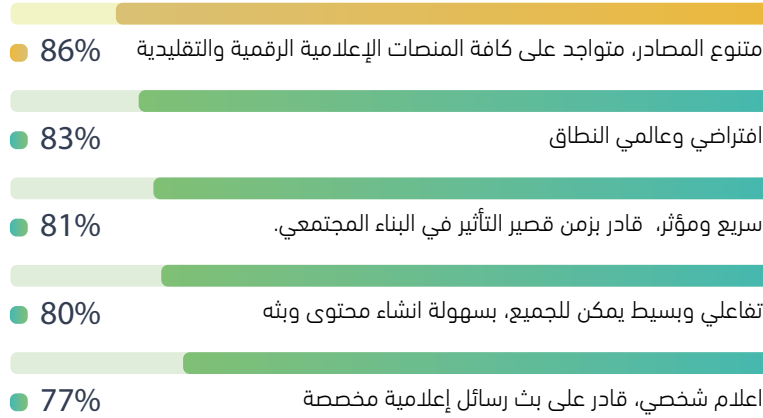 متنوع المصادر، متواجد على كافة المنصات الإعلامية الرقمية والتقليدية 86%
افتراضي وعالمي النطاق 83%
سريع ومؤثر، قادر بزمن قصير التأثير في البناء المجتمعي. 81%
تفاعلي وبسيط يمكن للجميع، بسهولة انشاء محتوى وبثه 80%
اعلام شخصي، قادر على بث رسائل إعلامية مخصصة 77%